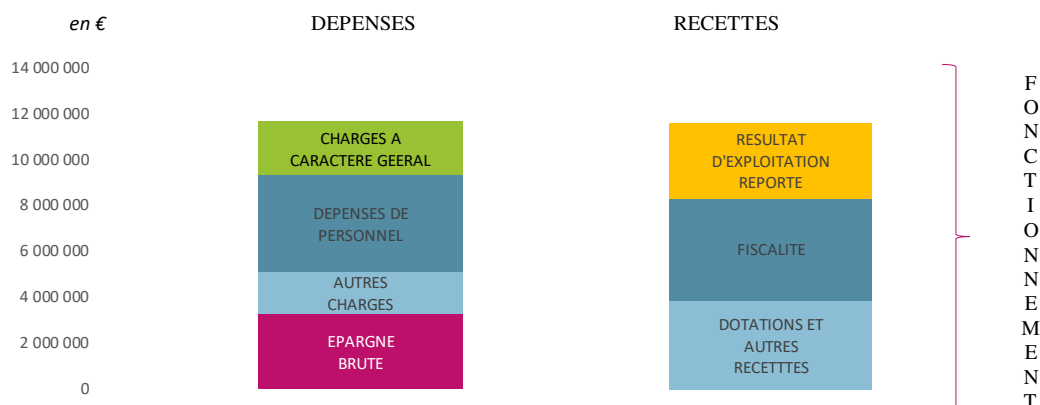 en € DEPENSES RECETTES
14 000 000
12 000 000
10 000 000
8 000 000
6 000 000
4 000 000
2 000 000
0
CHARGES A
CARACTERE GEERAL
DEPENSES DE
PERSONNEL
AUTRES
CHARGES
EPARGNE
BRUTE
RESULTAT
D'EXPLOITATION
REPORTE
FISCALITE
DOTATIONS ET
AUTRES
RECETTTES
F
O
N
C
T
I
O
N
N
E
M
E
N
T